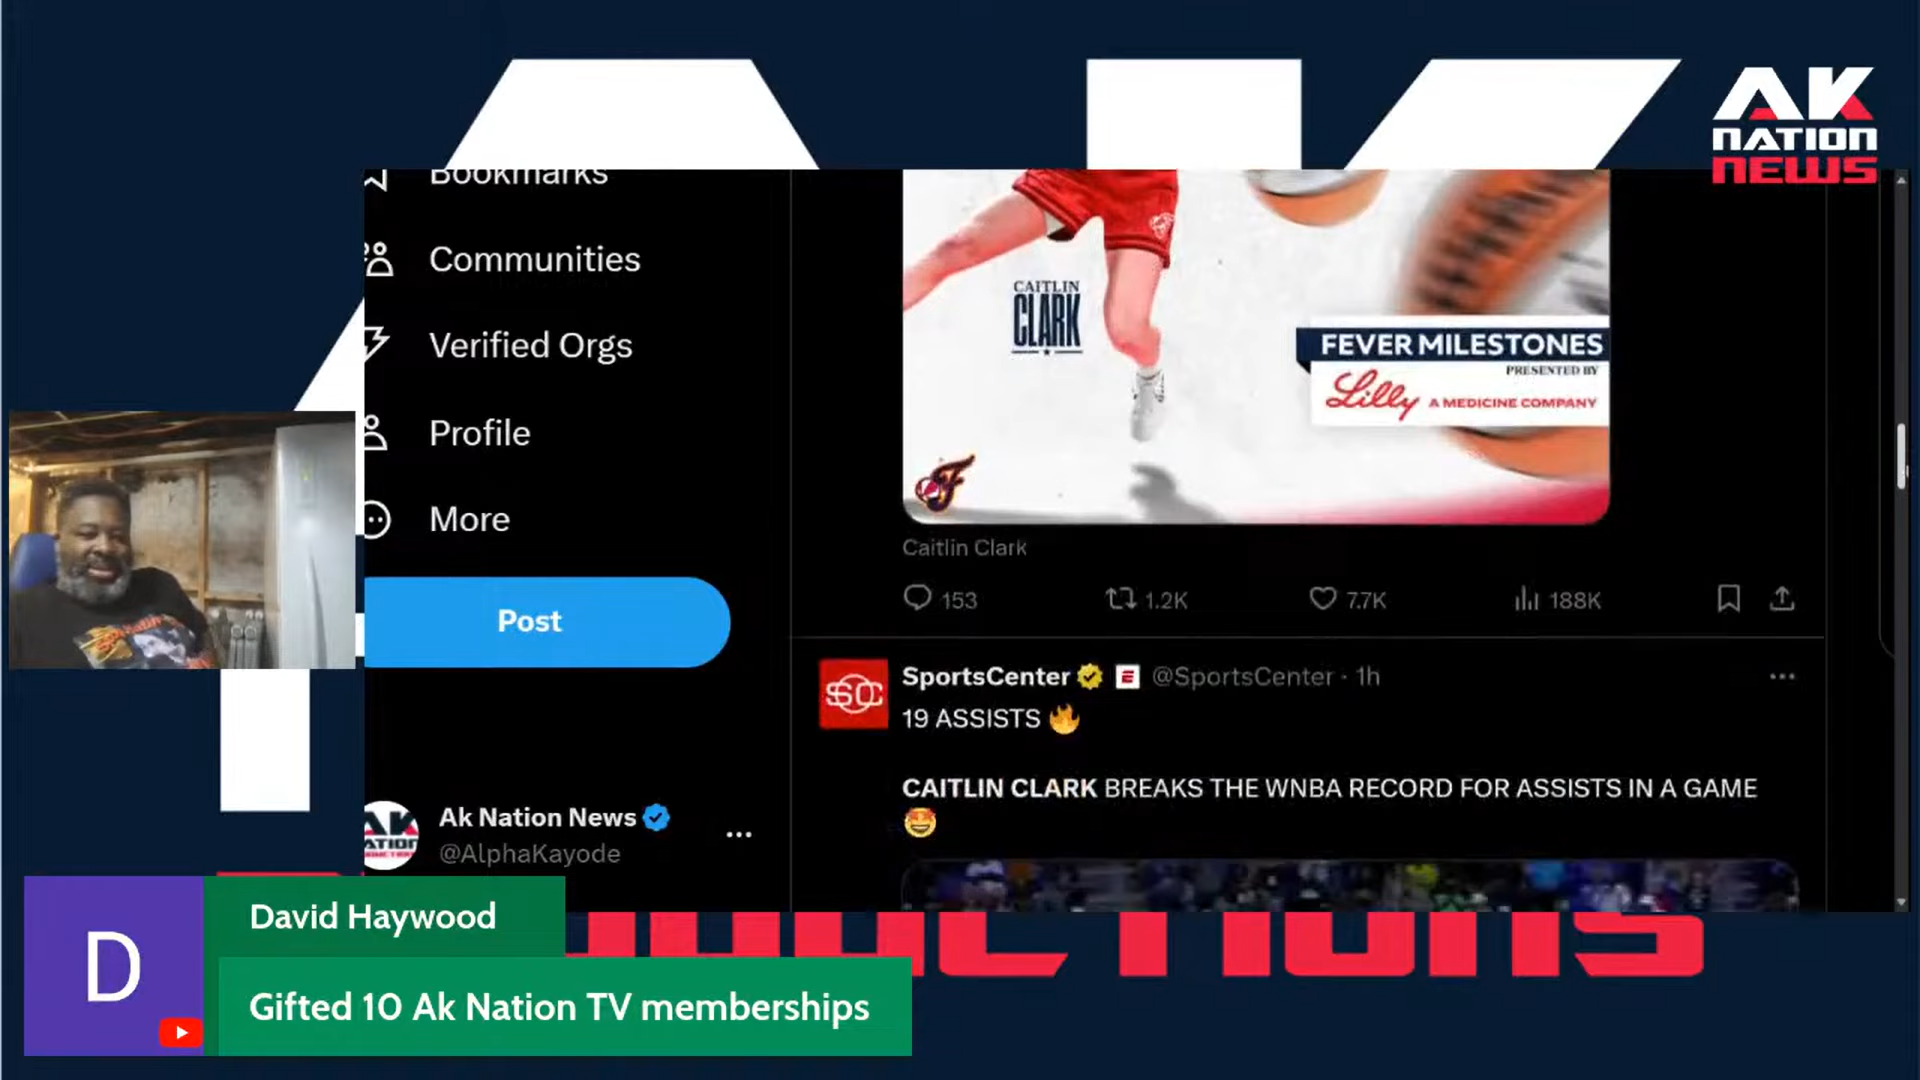 AK
NATION
NEWS
Bookmarks
Communities
Verified Orgs
Profile
More
Post
Ak Nation News
@AlphaKayode
CAITLIN
CLARK
FEVER MILESTONES
PRESENTED BY
Lilly A MEDICINE COMPANY
Caitlin Clark
153 1.2K 7.7K 188K
SC
SportsCenter @SportsCenter · 1h
19 ASSISTS 🔥
CAITLIN CLARK BREAKS THE WNBA RECORD FOR ASSISTS IN A GAME
🤩
D
David Haywood
Gifted 10 Ak Nation TV memberships